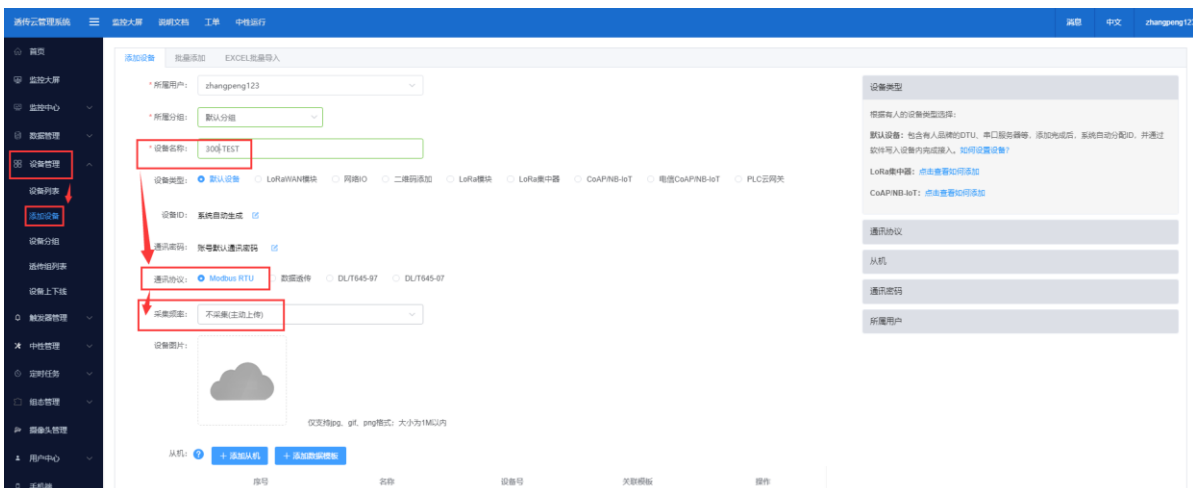 透传云管理系统 监控大屏 说明文档 工单 中性运行 消息 中文 zhangpeng123
首页
监控大屏
监控中心
数据管理
设备管理
设备列表
添加设备
设备分组
透传组列表
设备上下线
触发器管理
中性管理
定时任务
组态管理
摄像头管理
用户中心
手机端
添加设备 批量添加 EXCEL批量导入
* 所属用户: zhangpeng123
* 所属分组: 默认分组
* 设备名称: 300-TEST
设备类型: 默认设备 LoRaWAN模块 网络IO 二维码添加 LoRa模块 LoRa集中器 CoAP/NB-IoT 电信CoAP/NB-IoT PLC云网关
设备ID: 系统自动生成
通讯密码: 账号默认通讯密码
通讯协议: Modbus RTU 数据透传 DL/T645-97 DL/T645-07
采集频率: 不采集(主动上传)
设备图片:
仅支持jpg、gif、png格式; 大小为1M以内
从机: ? + 添加从机 + 添加数据模板
序号 名称 设备号 关联模板 操作
设备类型
根据有人的设备类型选择:
默认设备: 包含有人品牌的DTU、串口服务器等, 添加完成后, 系统自动分配ID, 并通过
软件写入设备内完成接入。如何设置设备?
LoRa集中器: 点击查看如何添加
CoAP/NB-IoT: 点击查看如何添加
通讯协议
从机
通讯密码
所属用户